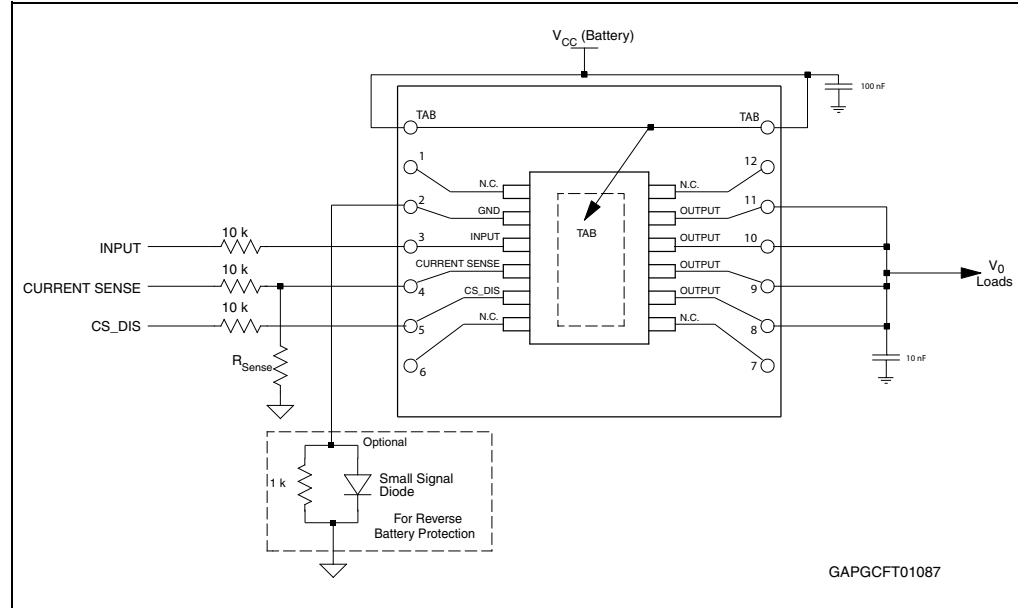 V_CC (Battery)
100 nF
TAB
TAB
1
12
N.C.
N.C.
2
11
GND
OUTPUT
TAB
10 k
INPUT
3
INPUT
OUTPUT
10
10 k
CURRENT SENSE
CURRENT SENSE
4
OUTPUT
9
V_0
Loads
10 k
CS_DIS
CS_DIS
5
OUTPUT
8
N.C.
N.C.
R_Sense
6
7
10 nF
Optional
1 k
Small Signal
Diode
For Reverse
Battery Protection
GAPGCFT01087